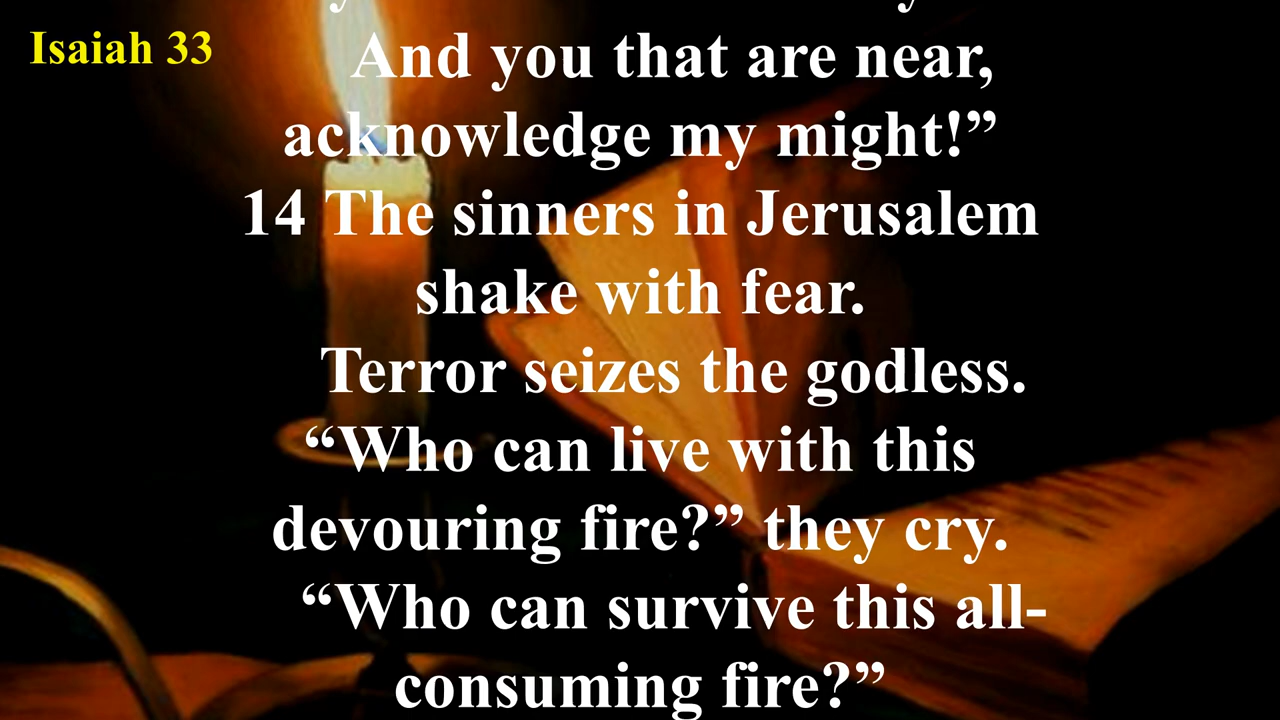 Isaiah 33
And you that are near,
acknowledge my might!”
14 The sinners in Jerusalem
shake with fear.
Terror seizes the godless.
“Who can live with this
devouring fire?” they cry.
“Who can survive this all-
consuming fire?”